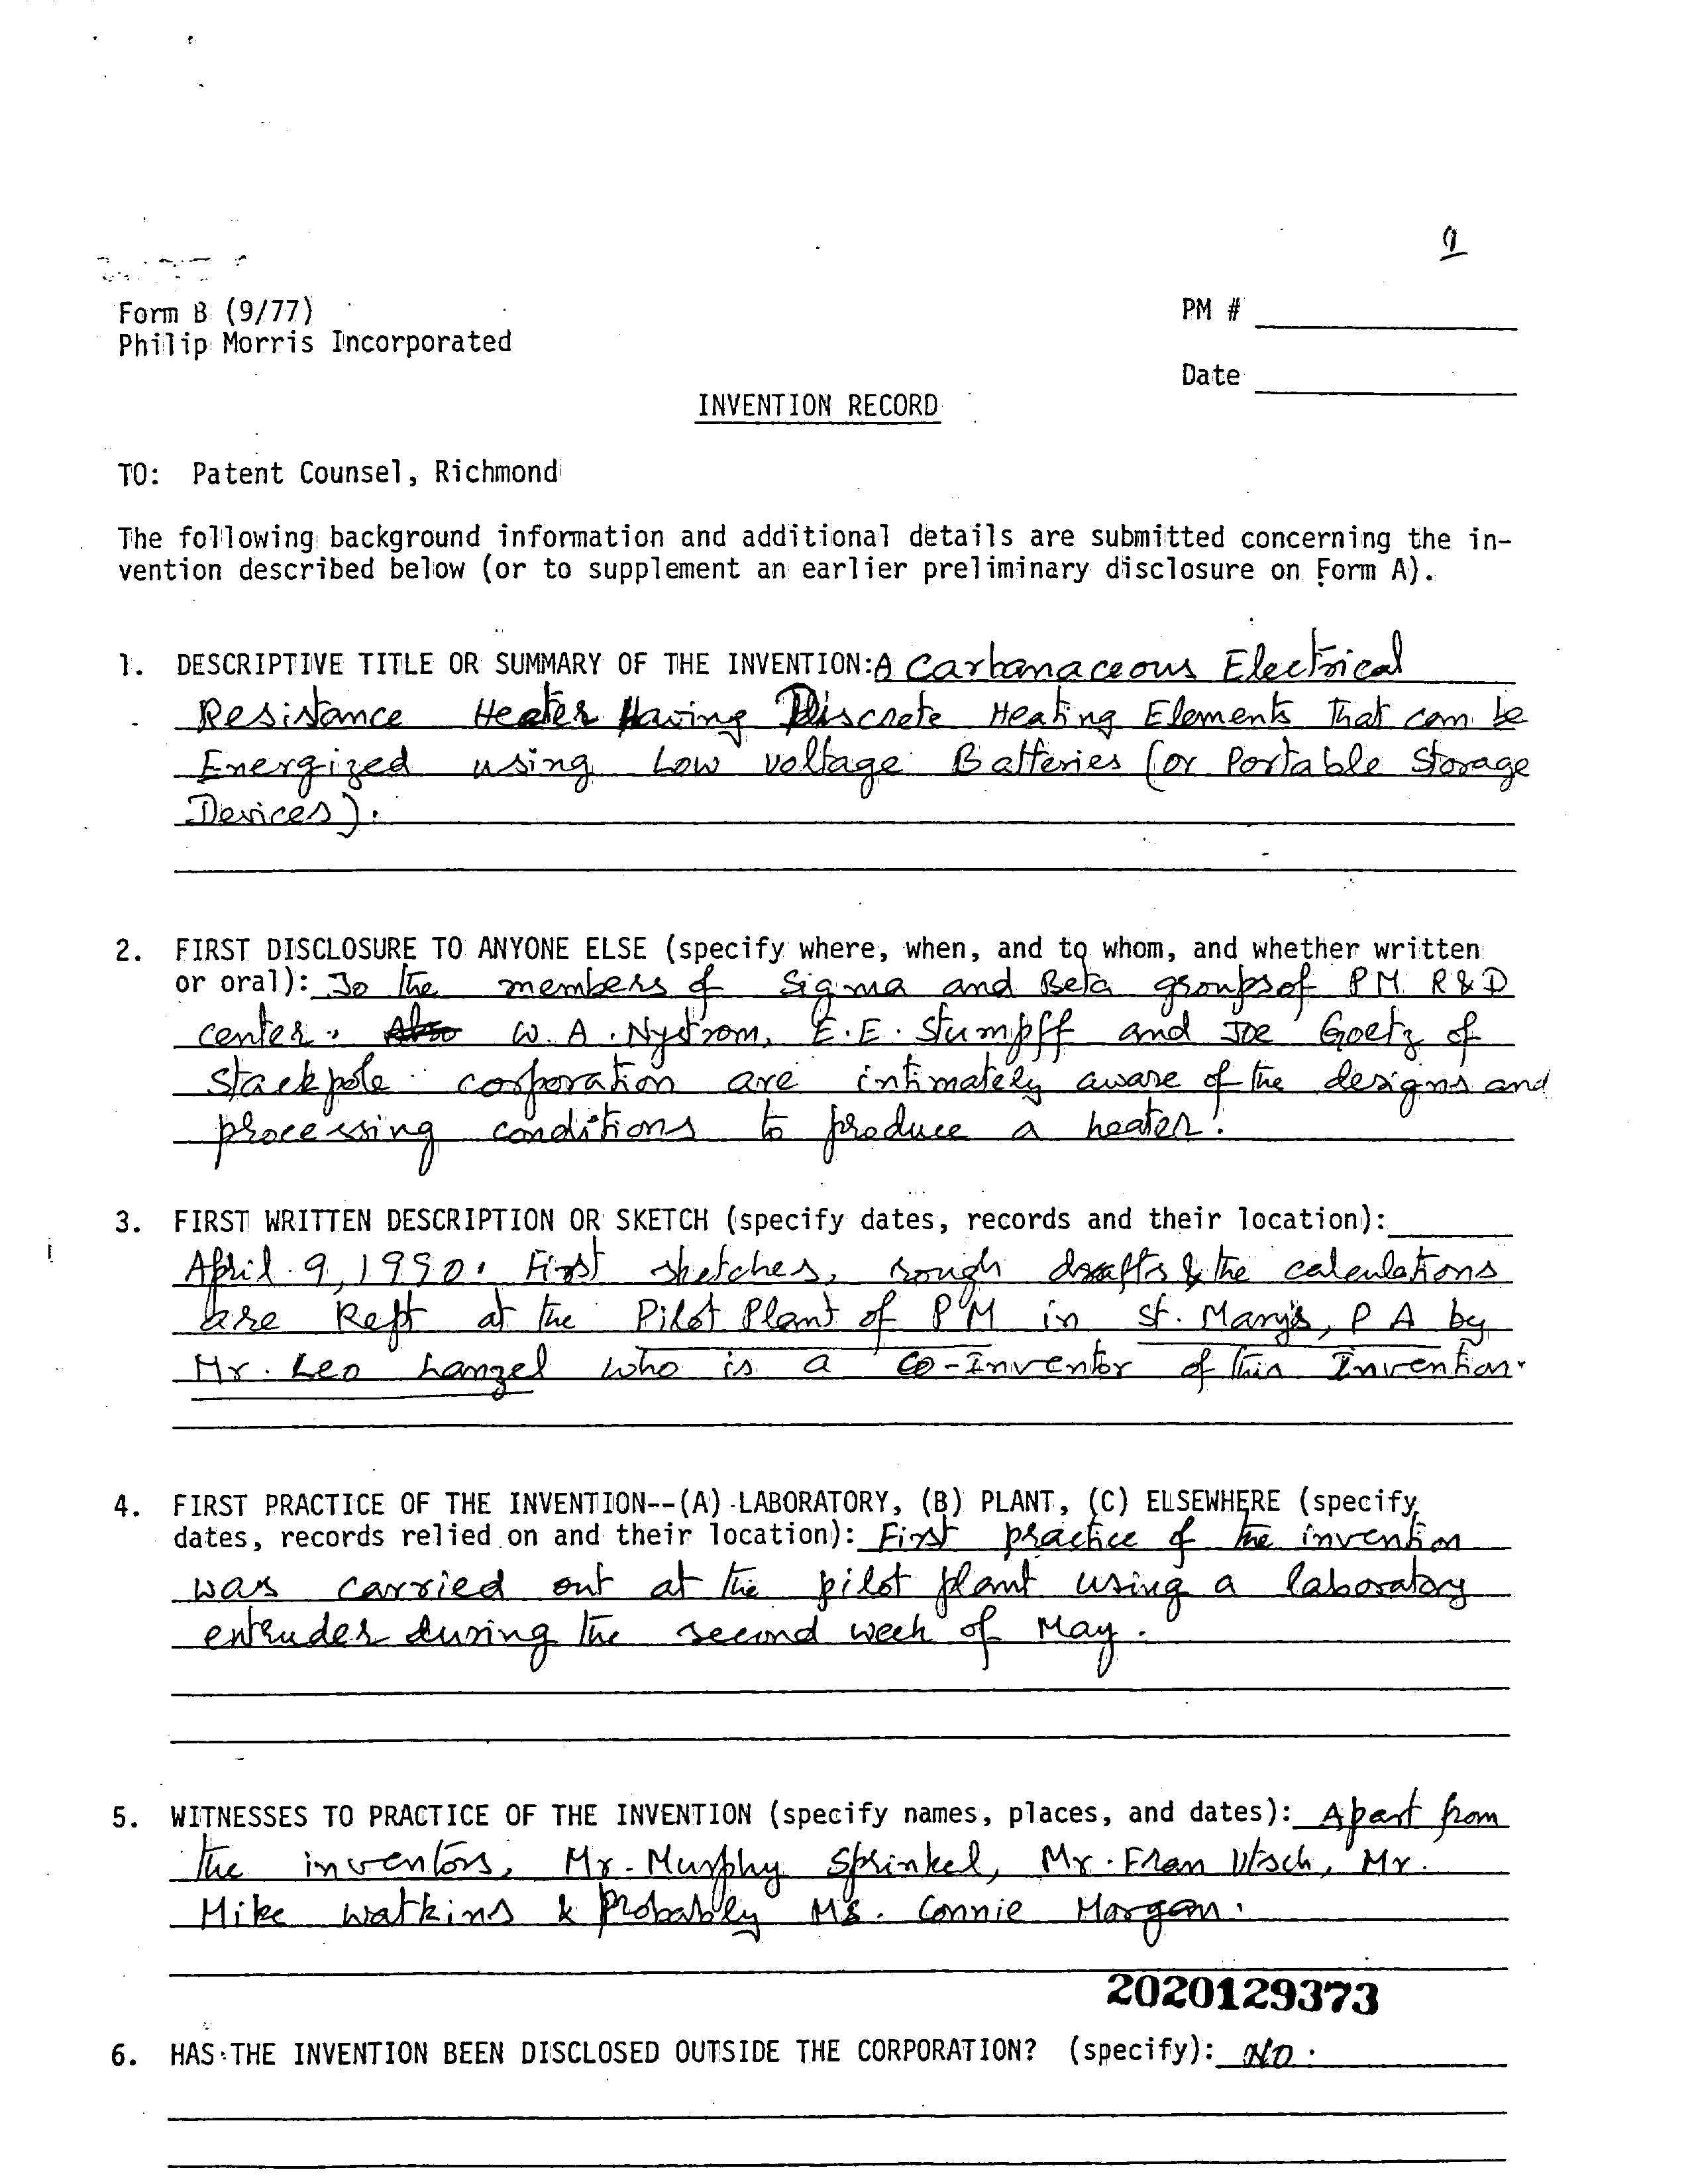 Form B (9/77)
PM #
Philip Morris Incorporated
Date
INVENTION RECORD
TO: Patent Counsel, Richmond
The following background information and additional details are submitted concerning the in-
vention described below (or to supplement an earlier preliminary disclosure on Form A).
1. DESCRIPTIVE TITLE OR SUMMARY OF THE INVENTION: A Carbanaceous Electrical
Resistance Heater Having Discrete Heating Elements That can be
Energized using Low voltage Batteries (or Portable Storage
Devices).
2. FIRST DISCLOSURE TO ANYONE ELSE (specify where, when, and to whom, and whether written
or oral): To the members of Sigma and Beta groups of PM R&D
center. Also W. A. Nystrom, E. E. Stumpff and Joe Goetz of
Stackpole corporation are intimately aware of the designs and
processing conditions to produce a heater.
3. FIRST WRITTEN DESCRIPTION OR SKETCH (specify dates, records and their location):
April 9, 1990. First sketches, rough drafts & the calculations
are Kept at the Pilot Plant of PM in St. Mary's, PA by
Mr. Leo Langel who is a Co-Inventor of this Invention.
4. FIRST PRACTICE OF THE INVENTION--(A) LABORATORY, (B) PLANT, (C) ELSEWHERE (specify
dates, records relied on and their location): First practice of the invention
was carried out at the pilot plant using a laboratory
extruder during the second week of May.
5. WITNESSES TO PRACTICE OF THE INVENTION (specify names, places, and dates): Apart from
the inventors, Mr. Murphy Sprinkel, Mr. Fran Utsch, Mr.
Mike Watkins & Probably Ms. Connie Morgan.
2020129373
6. HAS THE INVENTION BEEN DISCLOSED OUTSIDE THE CORPORATION? (specify): NO.